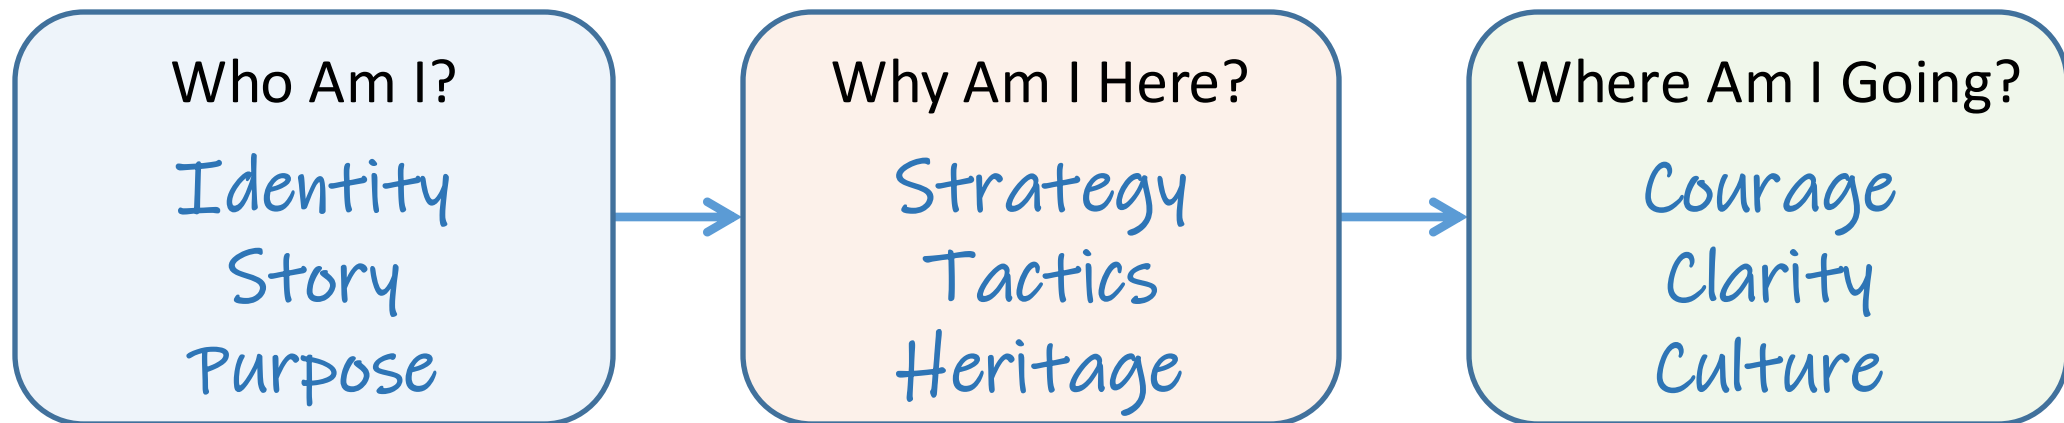 Who Am I?
Identity
Story
Purpose
Why Am I Here?
Strategy
Tactics
Heritage
Where Am I Going?
Courage
Clarity
Culture